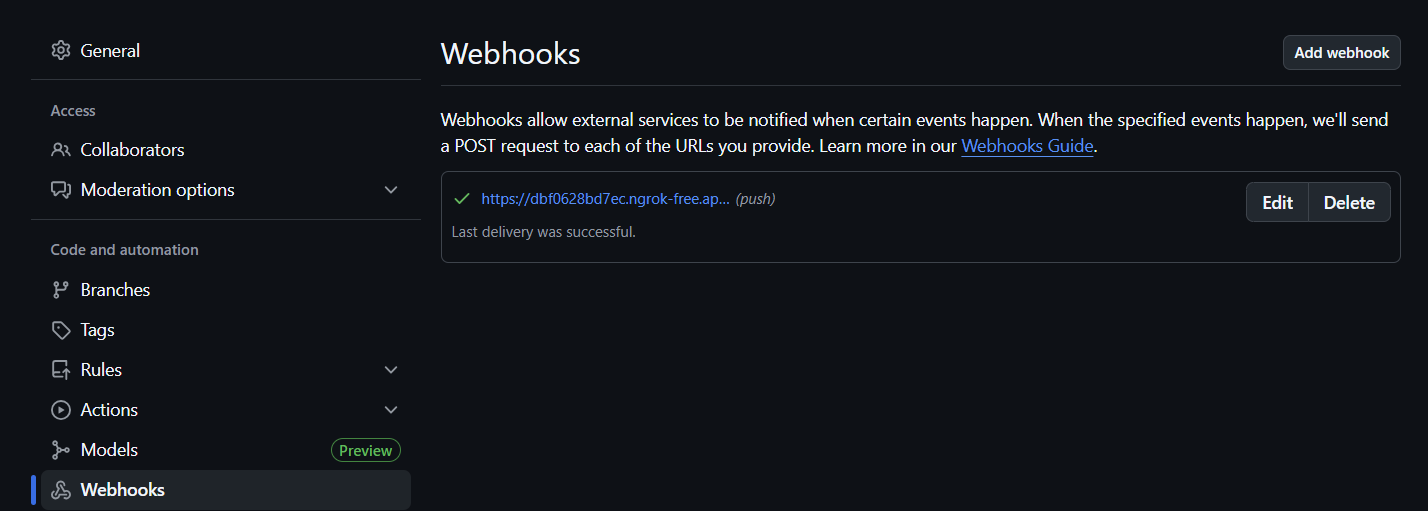 General
Access
Collaborators
Moderation options
Code and automation
Branches
Tags
Rules
Actions
Models Preview
Webhooks
Webhooks
Add webhook
Webhooks allow external services to be notified when certain events happen. When the specified events happen, we'll send
a POST request to each of the URLs you provide. Learn more in our Webhooks Guide.
https://dbf0628bd7ec.ngrok-free.ap... (push)
Edit Delete
Last delivery was successful.